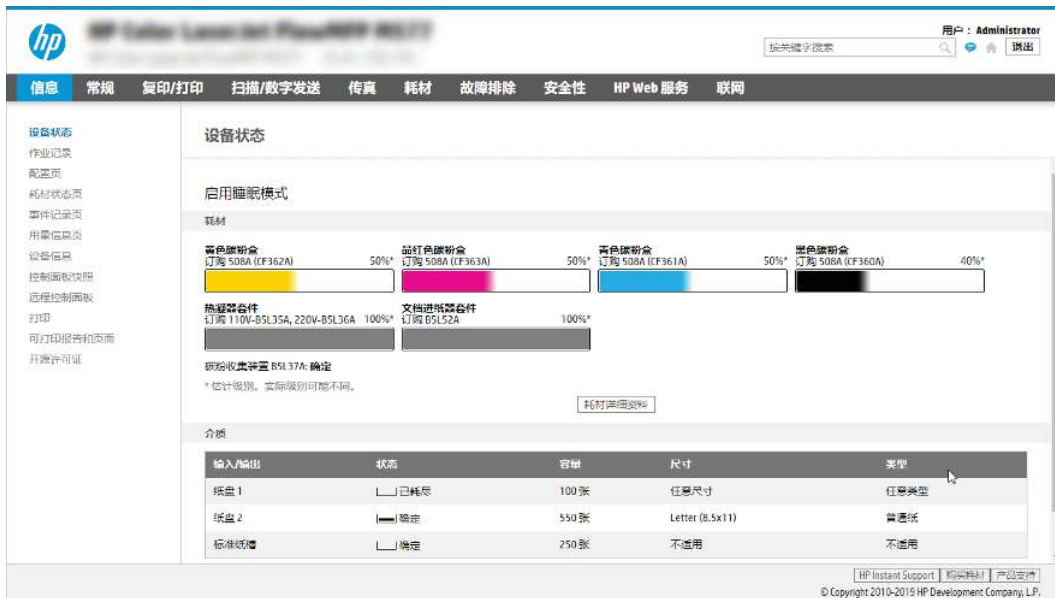 hp
用户：Administrator
按关键字搜索
退出
信息 常规 复印/打印 扫描/数字发送 传真 耗材 故障排除 安全性 HP Web 服务 联网
设备状态
作业记录
配置页
耗材状态页
事件记录页
用量信息页
设备信息
控制面板快照
远程控制面板
打印
可打印报告和页面
开源许可证
设备状态
启用睡眠模式
耗材
黄色碳粉盒
订购 508A (CF362A) 50%*
品红色碳粉盒
订购 508A (CF363A) 50%*
青色碳粉盒
订购 508A (CF361A) 50%*
黑色碳粉盒
订购 508A (CF360A) 40%*
热凝器套件
订购 110V-B5L35A, 220V-B5L36A 100%*
文档进纸器套件
订购 B5L52A 100%*
碳粉收集装置 B5L37A: 确定
* 估计级别。实际级别可能不同。
耗材详细资料
介质
输入/输出 状态 容量 尺寸 类型
纸盘 1 已耗尽 100 张 任意尺寸 任意类型
纸盘 2 确定 550 张 Letter (8.5x11) 普通纸
标准纸槽 确定 250 张 不适用 不适用
HP Instant Support 购买耗材 产品支持
© Copyright 2010-2019 HP Development Company, L.P.